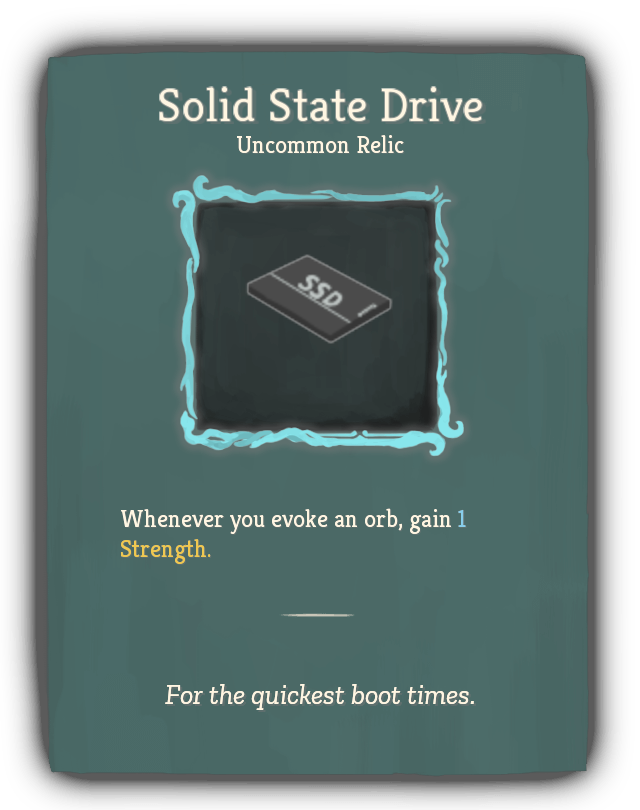 Solid State Drive
Uncommon Relic
SSD
Whenever you evoke an orb, gain 1
Strength.
For the quickest boot times.